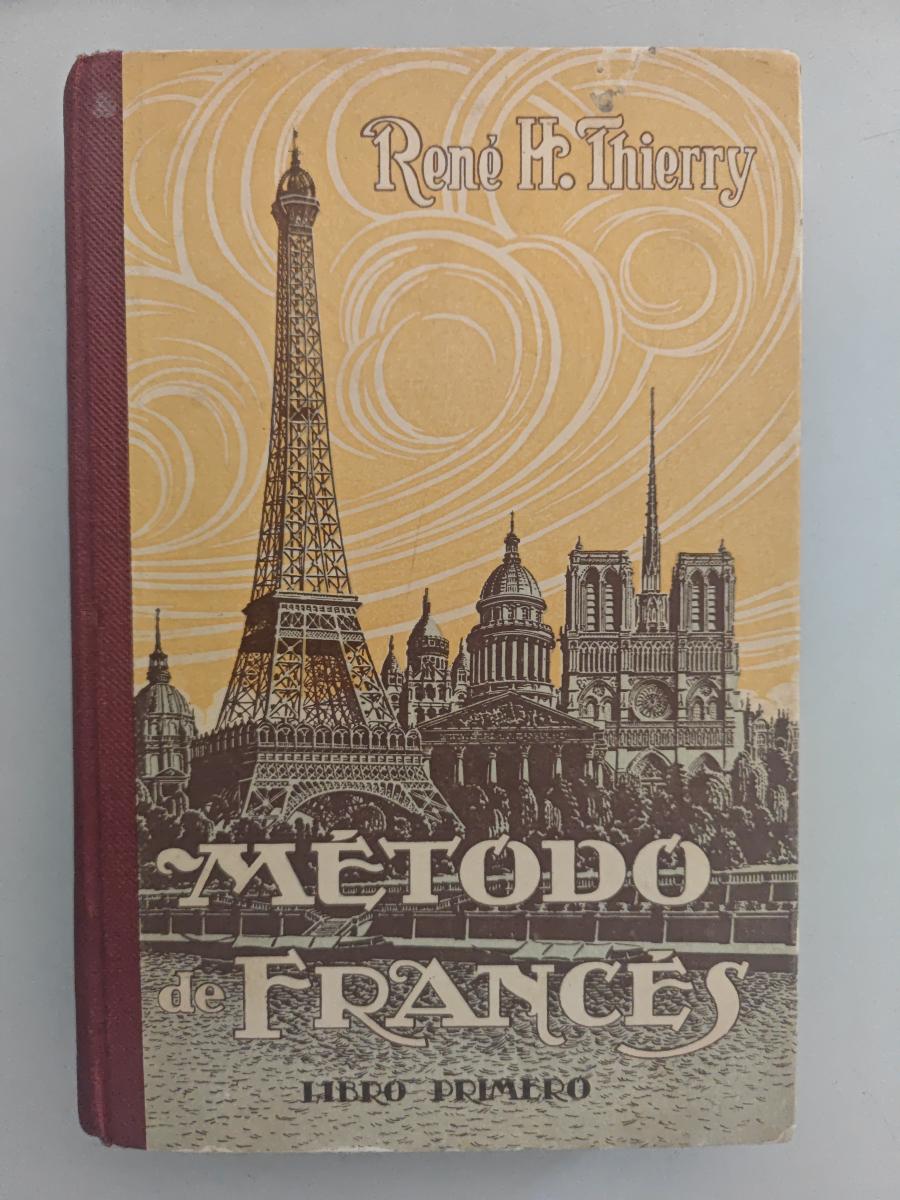 René H. Thierry
MÉTODO
de FRANCÉS
LIBRO PRIMERO